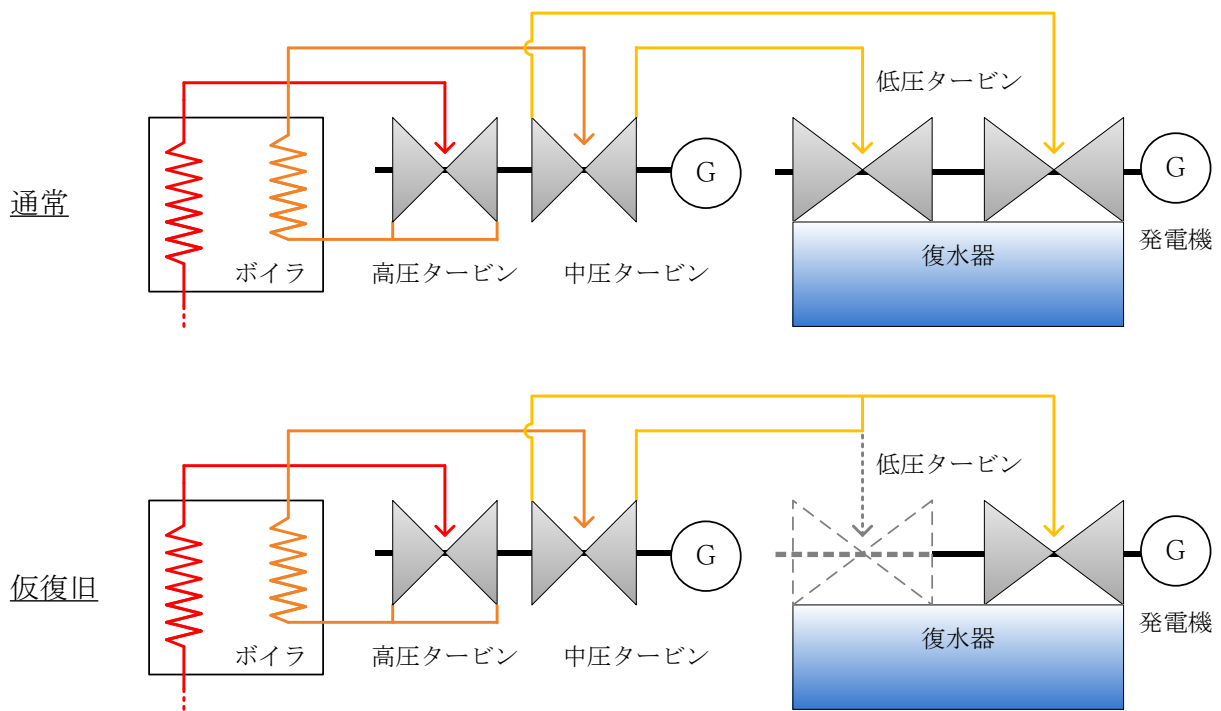 低圧タービン
通常
G
G
ボイラ
高圧タービン
中圧タービン
復水器
発電機
低圧タービン
仮復旧
G
G
ボイラ
高圧タービン
中圧タービン
復水器
発電機